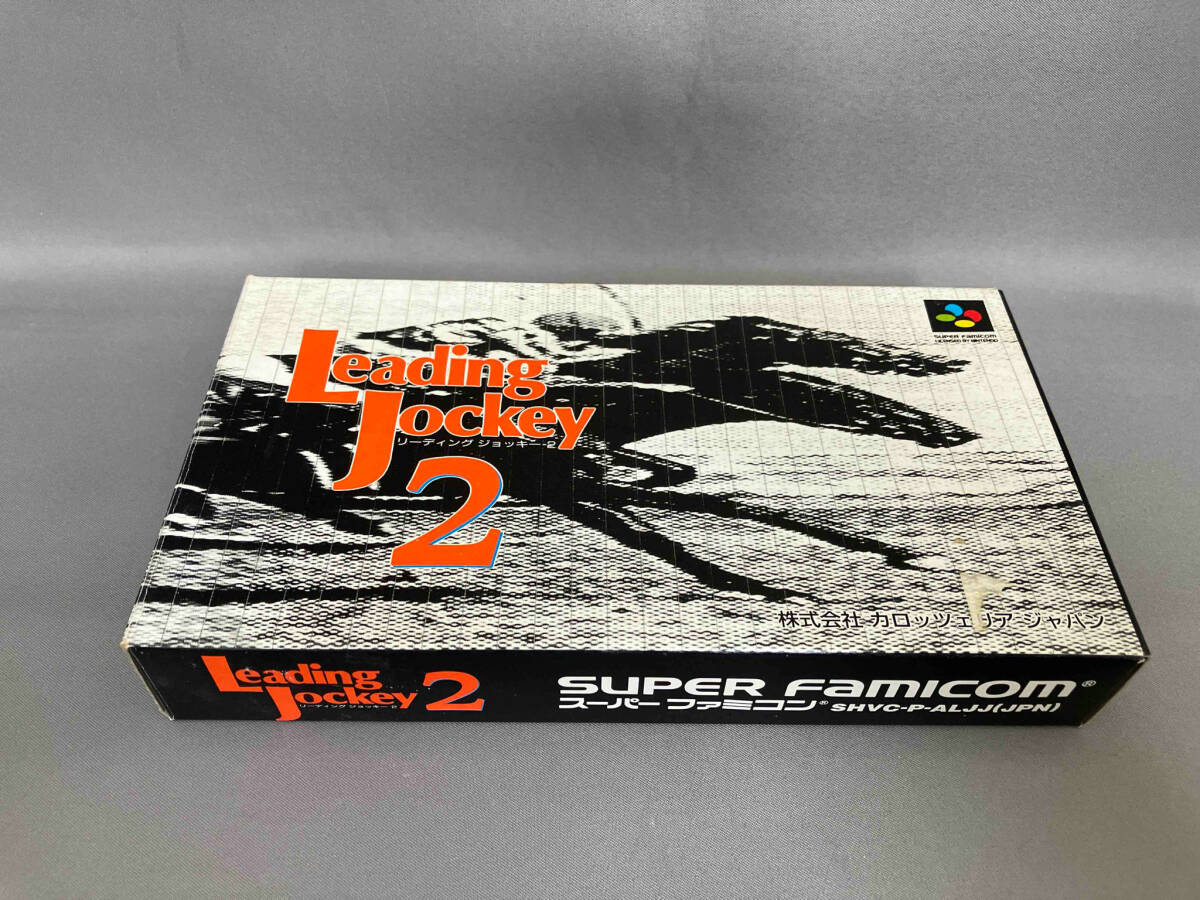 Leading
Jockey
リーディング ジョッキー・2
2
SUPER FAMICOM
LICENSED BY NINTENDO
株式会社 カロッツェリア ジャパン
Leading
Jockey 2
リーディング ジョッキー・2
SUPER FAMICOM®
スーパー ファミコン® SHVC-P-ALJJ(JPN)